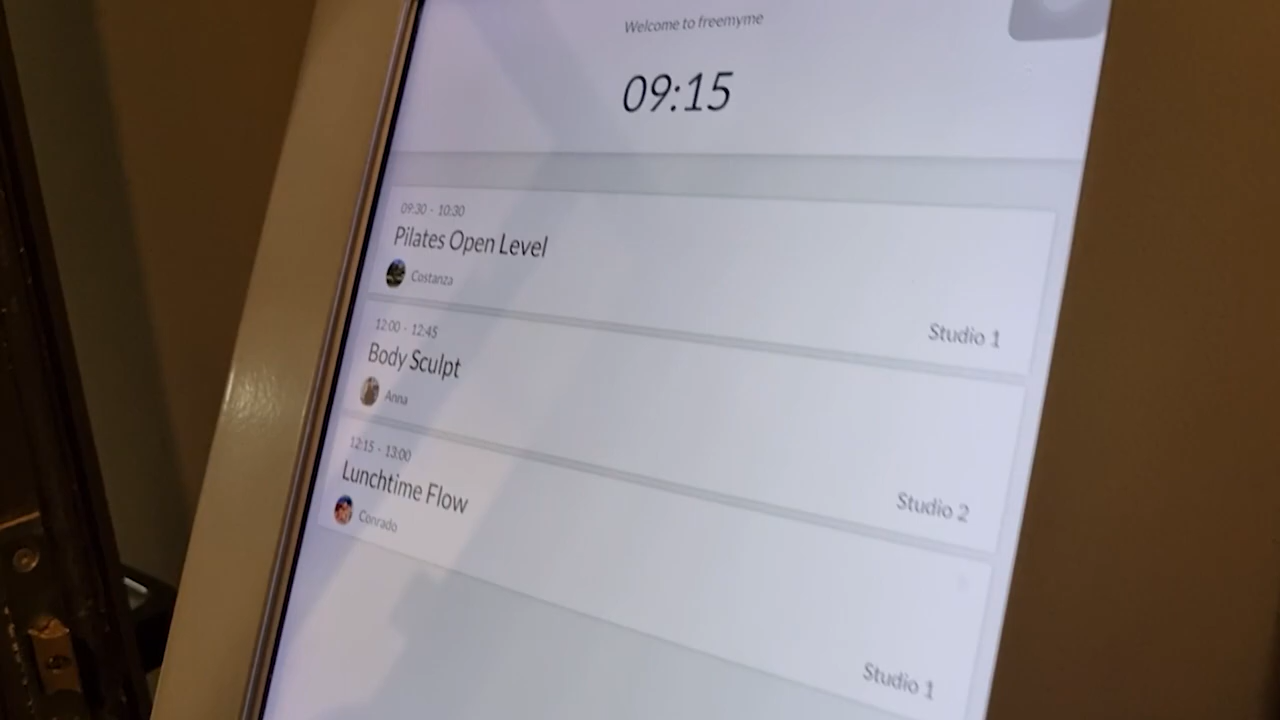 Welcome to freemyme
09:15
09:30 - 10:30
Pilates Open Level
Costanza
Studio 1
12:00 - 12:45
Body Sculpt
Anna
Studio 2
12:15 - 13:00
Lunchtime Flow
Conrado
Studio 1